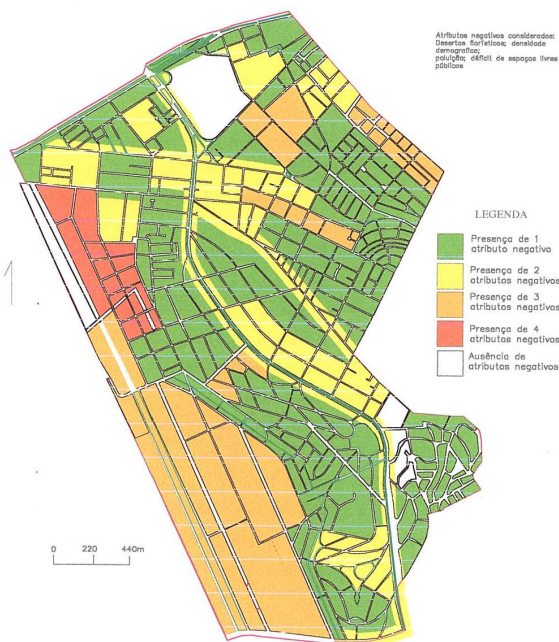 Atributos negativos considerados:
Desertos florísticos; densidade
demografica;
poluição; déficit de espaços livres
públicos
LEGENDA
Presença de 1
atributo negativo
Presença de 2
atributos negativos
Presença de 3
atributos negativos
Presença de 4
atributos negativos
Ausência de
atributos negativos
0 220 440m